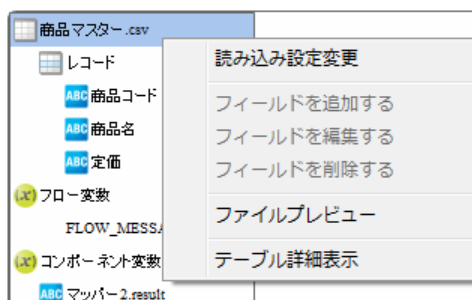 商品マスター.csv
レコード
ABC 商品コード
ABC 商品名
ABC 定価
(x) フロー変数
FLOW_MESSA
(x) コンポーネント変数
ABC マッパー2.result
読み込み設定変更
フィールドを追加する
フィールドを編集する
フィールドを削除する
ファイルプレビュー
テーブル詳細表示